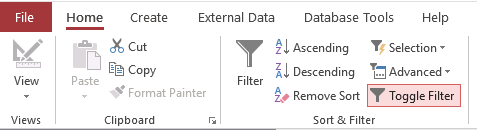 File Home Create External Data Database Tools Help
View
Views
Paste
Cut
Copy
Format Painter
Clipboard
Filter
Ascending
Descending
Remove Sort
Selection
Advanced
Toggle Filter
Sort & Filter